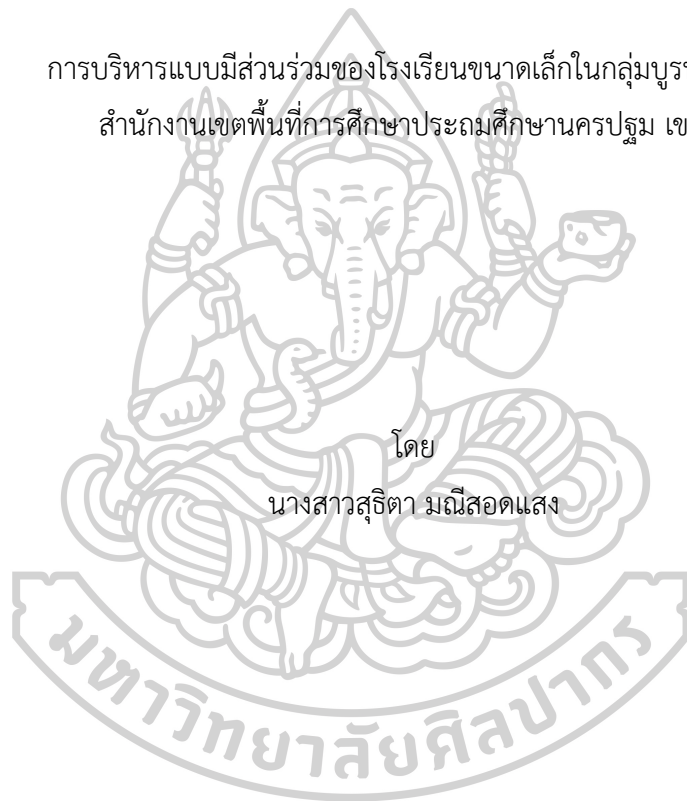 การบริหารแบบมีส่วนร่วมของโรงเรียนขนาดเล็กในกลุ่ม
สำนักงานเขตพื้นที่การศึกษาประถมศึกษานครปฐม
โดย
นางสาวสุธิตา มณีสอดแสง
มหาวิทยาลัยศิลปากร